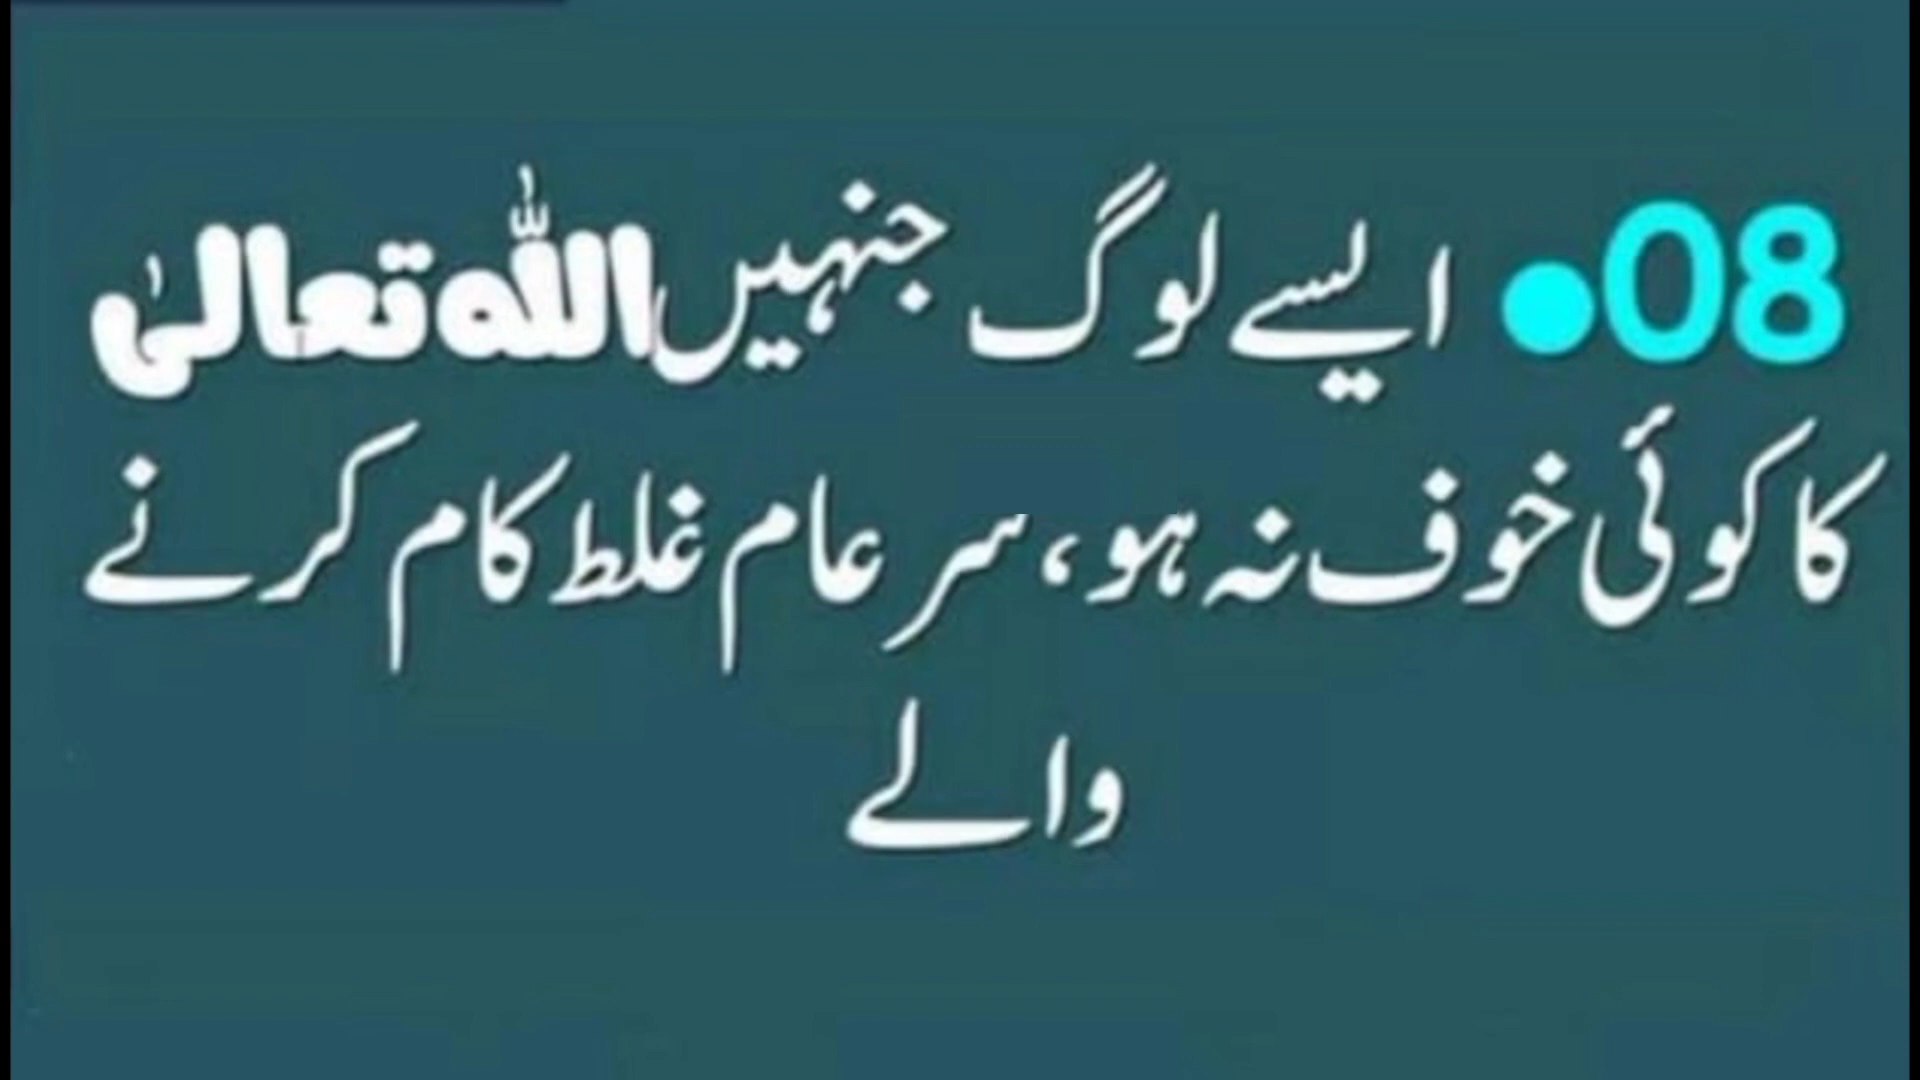 08● ایسے لوگ جنہیں اللہ تعالیٰ
کا کوئی خوف نہ ہو، سر عام غلط کام کرنے
والے